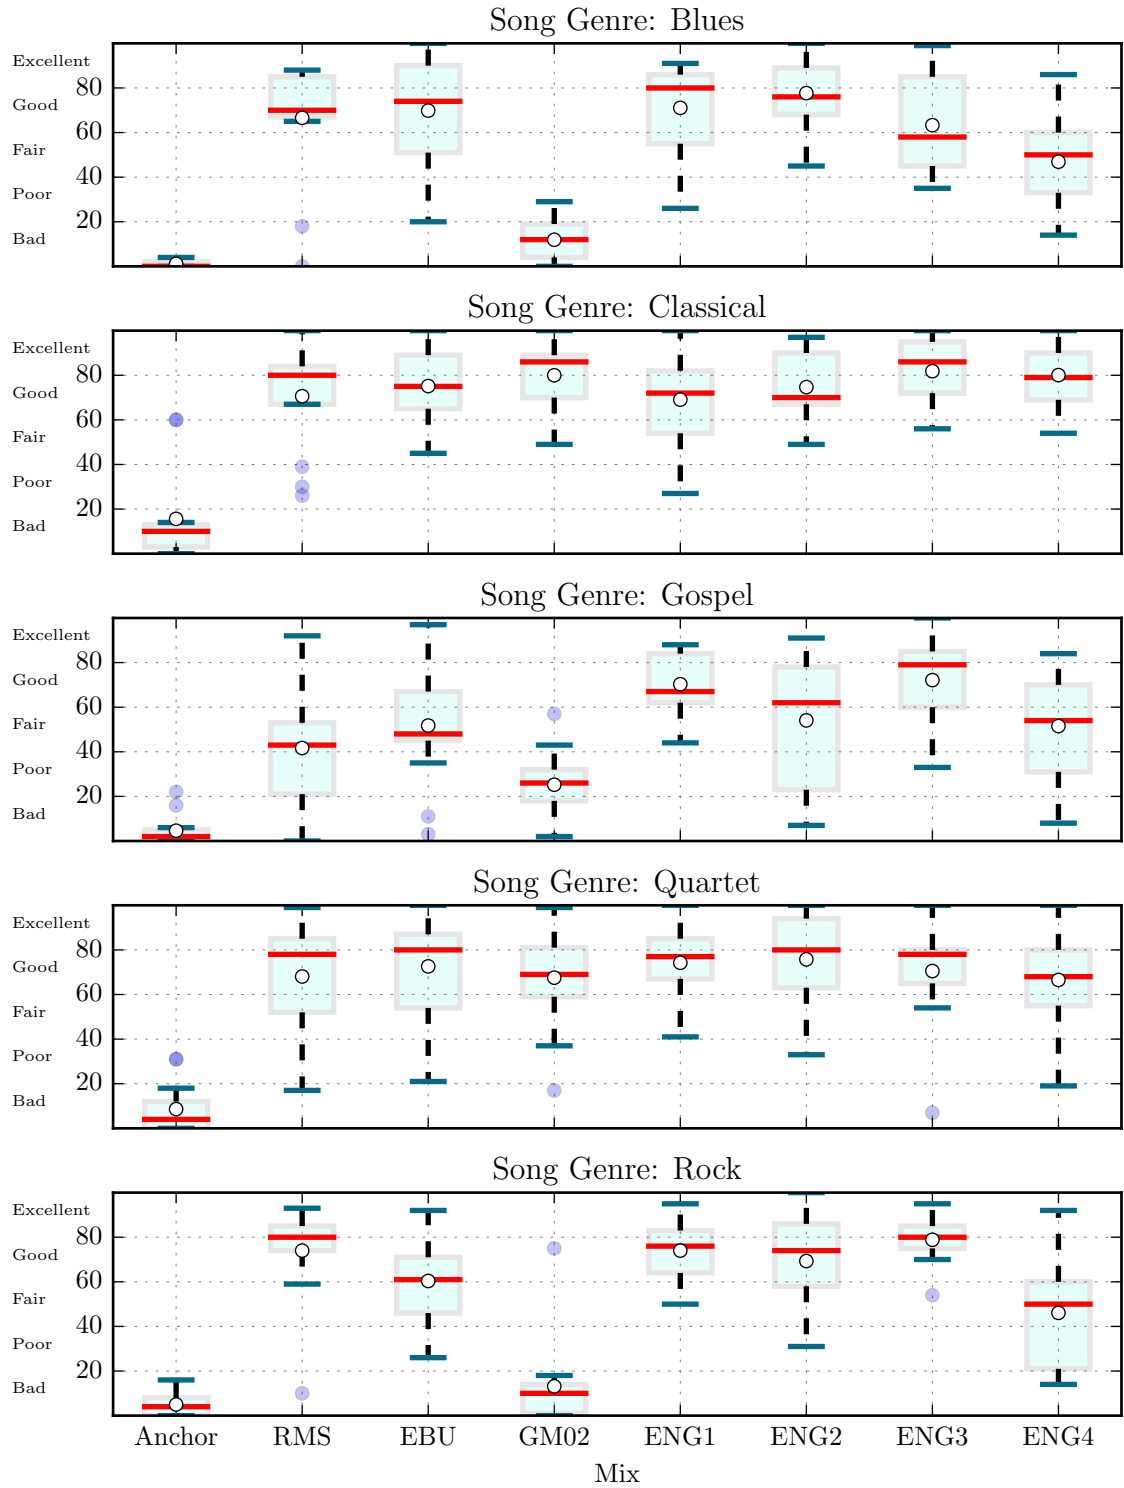 Song Genre: Blues
Excellent
80
Good
60
Fair
40
Poor
20
Bad
Song Genre: Classical
Excellent
80
Good
60
Fair
40
Poor
20
Bad
Song Genre: Gospel
Excellent
80
Good
60
Fair
40
Poor
20
Bad
Song Genre: Quartet
Excellent
80
Good
60
Fair
40
Poor
20
Bad
Song Genre: Rock
Excellent
80
Good
60
Fair
40
Poor
20
Bad
Anchor RMS EBU GM02 ENG1 ENG2 ENG3 ENG4
Mix